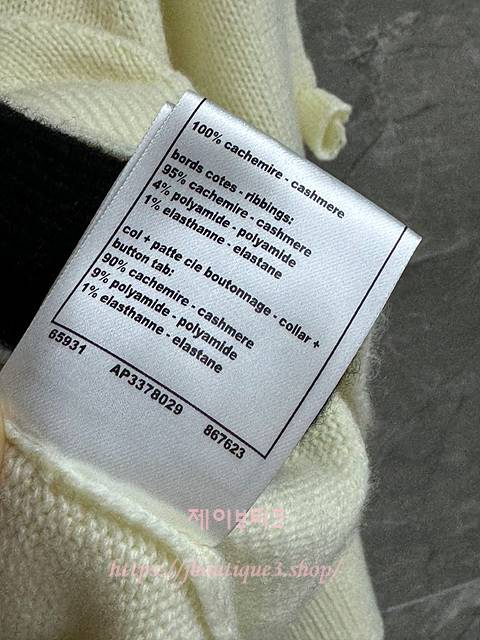 100% cachemire - cashmere
bords cotes - ribbings:
95% cachemire - cashmere
4% polyamide - polyamide
1% elasthanne - elastane
col + patte cle boutonnage - collar +
button tab:
90% cachemire - cashmere
9% polyamide - polyamide
1% elasthanne - elastane
65931 AP3378029 867623
제이부티크
https://jboutique3.shop/